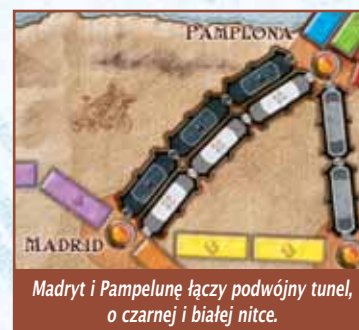 PAMPLONA
MADRID
Madryt i Pampelunę łączy podwójny tunel,
o czarnej i białej nitce.